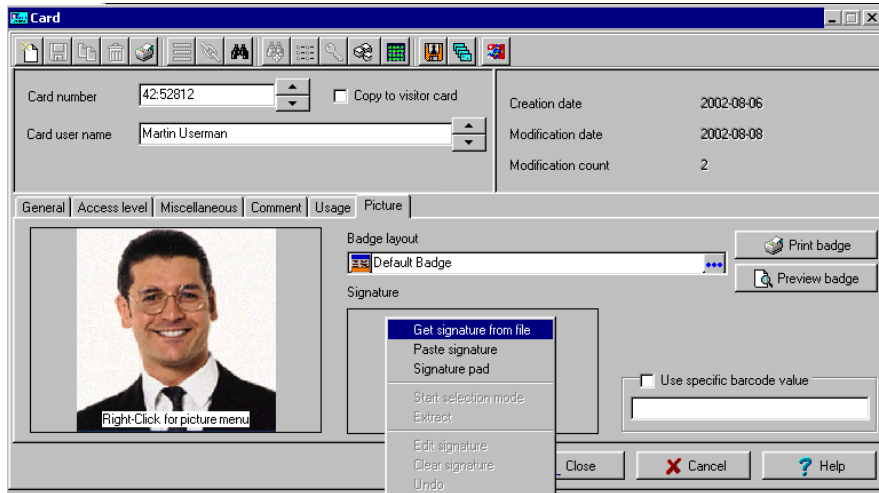 Card
Card number 42:52812 Copy to visitor card
Card user name Martin Userman
Creation date 2002-08-06
Modification date 2002-08-08
Modification count 2
General Access level Miscellaneous Comment Usage Picture
Right-Click for picture menu
Badge layout
Default Badge
Print badge
Preview badge
Signature
Get signature from file
Paste signature
Signature pad
Start selection mode
Extract
Edit signature
Clear signature
Undo
Use specific barcode value
Close Cancel Help